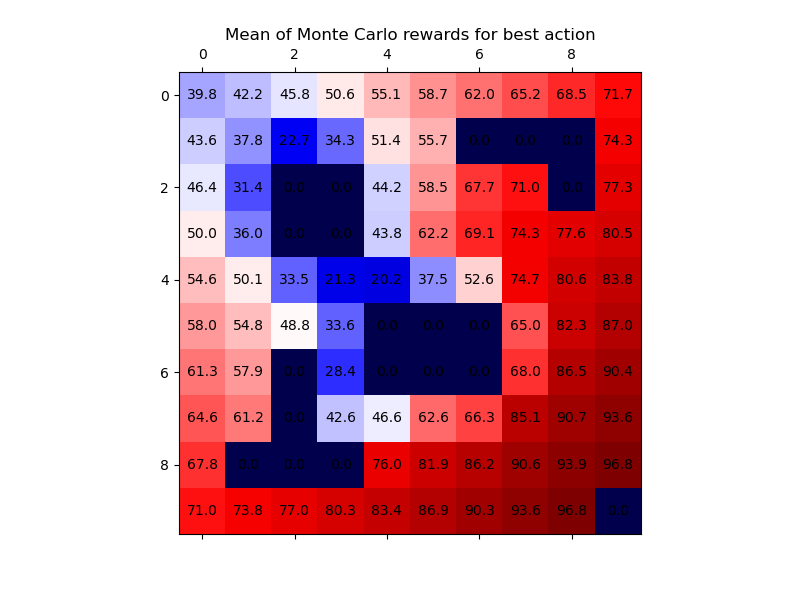 Mean of Monte Carlo rewards for best action
0 2 4 6 8
0 39.8 42.2 45.8 50.6 55.1 58.7 62.0 65.2 68.5 71.7
43.6 37.8 22.7 34.3 51.4 55.7 0.0 0.0 0.0 74.3
2 46.4 31.4 0.0 0.0 44.2 58.5 67.7 71.0 0.0 77.3
50.0 36.0 0.0 0.0 43.8 62.2 69.1 74.3 77.6 80.5
4 54.6 50.1 33.5 21.3 20.2 37.5 52.6 74.7 80.6 83.8
58.0 54.8 48.8 33.6 0.0 0.0 0.0 65.0 82.3 87.0
6 61.3 57.9 0.0 28.4 0.0 0.0 0.0 68.0 86.5 90.4
64.6 61.2 0.0 42.6 46.6 62.6 66.3 85.1 90.7 93.6
8 67.8 0.0 0.0 0.0 76.0 81.9 86.2 90.6 93.9 96.8
71.0 73.8 77.0 80.3 83.4 86.9 90.3 93.6 96.8 0.0